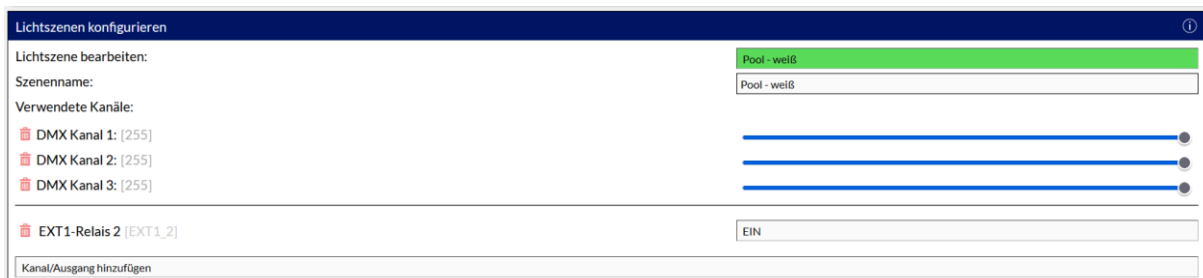 Lichtszenen konfigurieren
Lichtszene bearbeiten: Pool - weiß
Szenenname: Pool - weiß
Verwendete Kanäle:
DMX Kanal 1: [255]
DMX Kanal 2: [255]
DMX Kanal 3: [255]
EXT1-Relais 2 [EXT1_2] EIN
Kanal/Ausgang hinzufügen